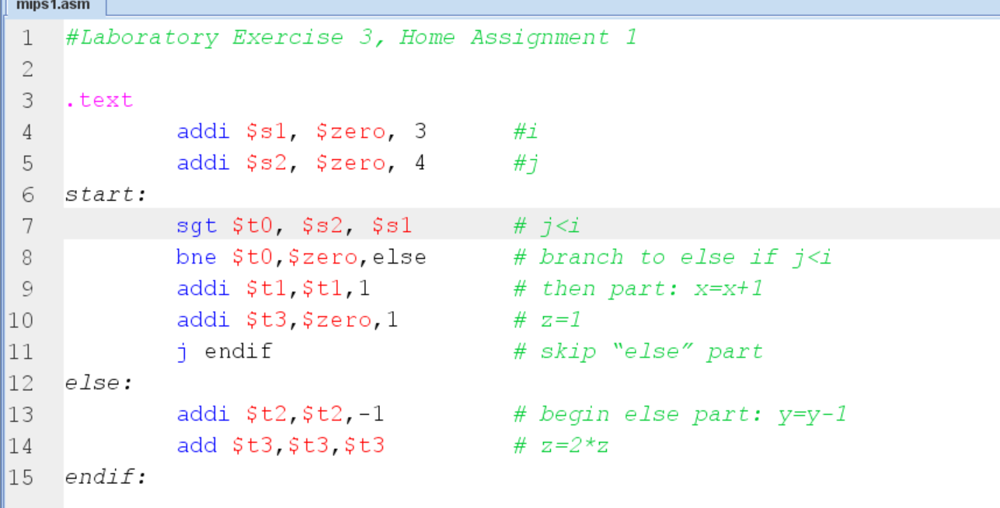 mips1.asm
1 #Laboratory Exercise 3, Home Assignment 1
2
3 .text
4 addi $s1, $zero, 3 #i
5 addi $s2, $zero, 4 #j
6 start:
7 sgt $t0, $s2, $s1 # j<i
8 bne $t0,$zero,else # branch to else if j<i
9 addi $t1,$t1,1 # then part: x=x+1
10 addi $t3,$zero,1 # z=1
11 j endif # skip “else” part
12 else:
13 addi $t2,$t2,-1 # begin else part: y=y-1
14 add $t3,$t3,$t3 # z=2*z
15 endif: